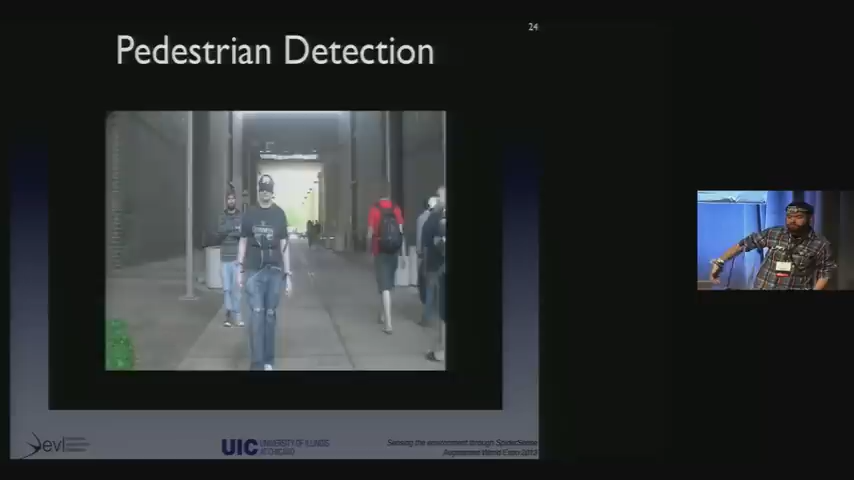 24
Pedestrian Detection
evl
UIC UNIVERSITY OF ILLINOIS
AT CHICAGO
Sensing the environment through SpiderSense
Augmented World Expo 2013